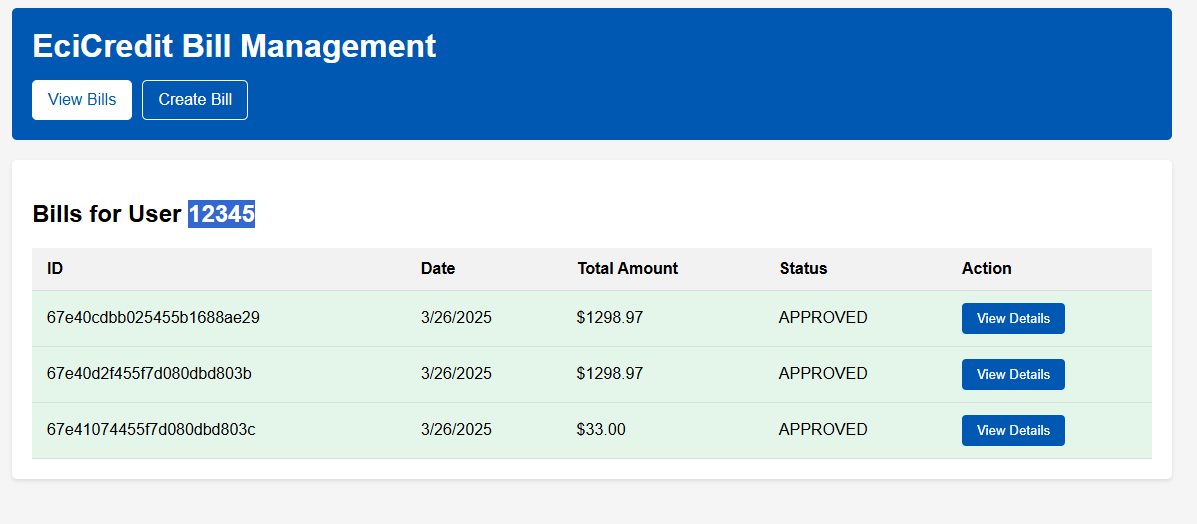 EciCredit Bill Management
View Bills Create Bill
Bills for User 12345
ID Date Total Amount Status Action
67e40cdbb025455b1688ae29 3/26/2025 $1298.97 APPROVED View Details
67e40d2f455f7d080dbd803b 3/26/2025 $1298.97 APPROVED View Details
67e41074455f7d080dbd803c 3/26/2025 $33.00 APPROVED View Details